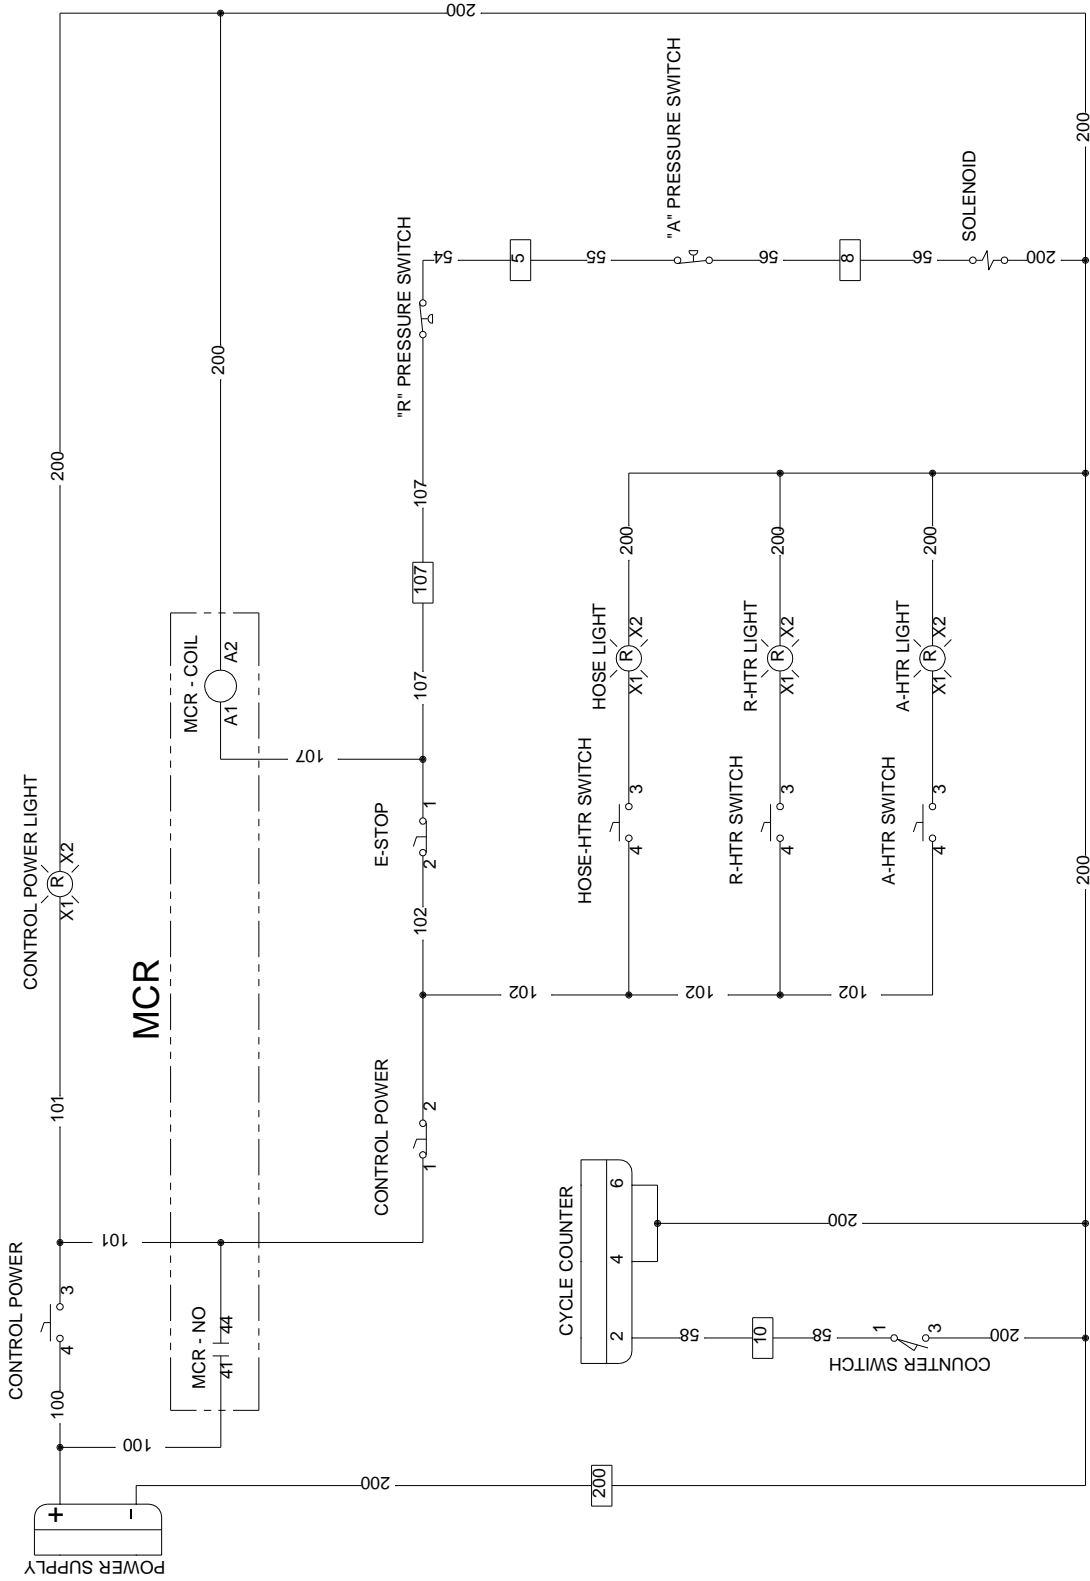 200
CONTROL POWER LIGHT
X1 R X2
200
101
CONTROL POWER
4 3
100
101
100
POWER SUPPLY
+
-
MCR
MCR - NO
41 44
MCR - COIL
A1 A2
200
107
CONTROL POWER
1 2
102
E-STOP
2 1
107
107
107
"R" PRESSURE SWITCH
54
5
55
"A" PRESSURE SWITCH
56
8
56
SOLENOID
200
200
102
102
102
HOSE-HTR SWITCH
4 3
HOSE LIGHT
X1 R X2
200
R-HTR SWITCH
4 3
R-HTR LIGHT
X1 R X2
200
A-HTR SWITCH
4 3
A-HTR LIGHT
X1 R X2
200
CYCLE COUNTER
2 4 6
58
10
58
1
3
COUNTER SWITCH
200
200
200
200
200
200